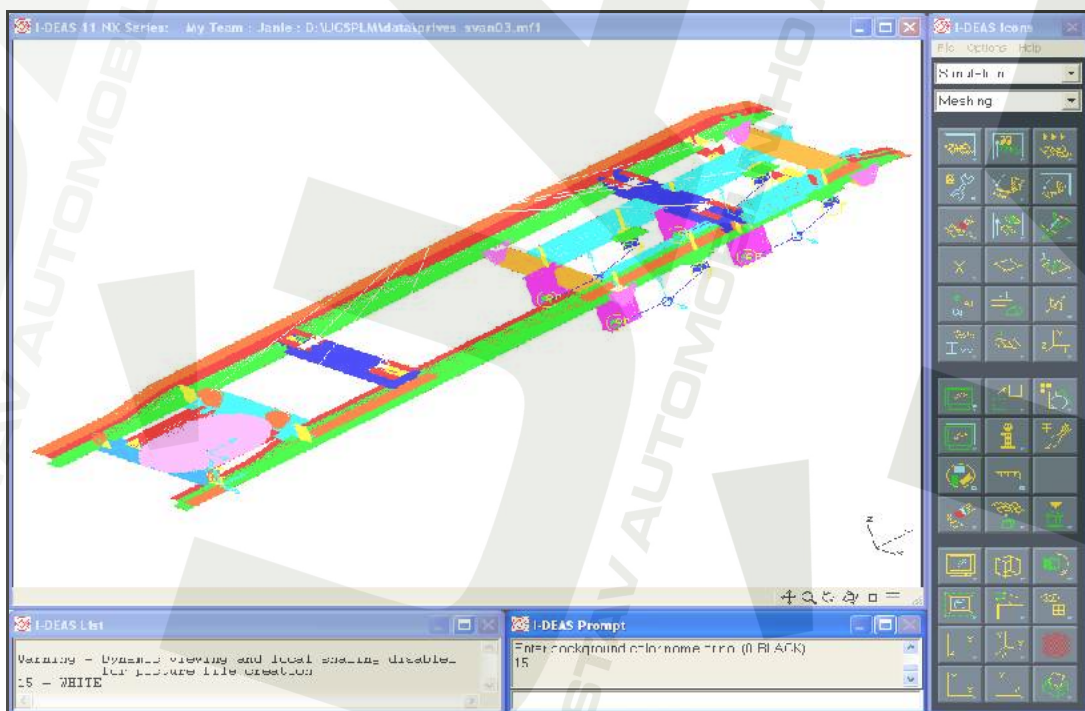 I-DEAS 11 NX Series: My Team : Janle : D:\UGSPLM\data\prives_svan03.mf1
I-DEAS Icons
File Options Help
Simulation
Meshing
I-DEAS List
Warning - Dynamic viewing and local shading disabled
for picture file creation
15 - WHITE
I-DEAS Prompt
Enter background color name or no. (0 BLACK)
15
Z